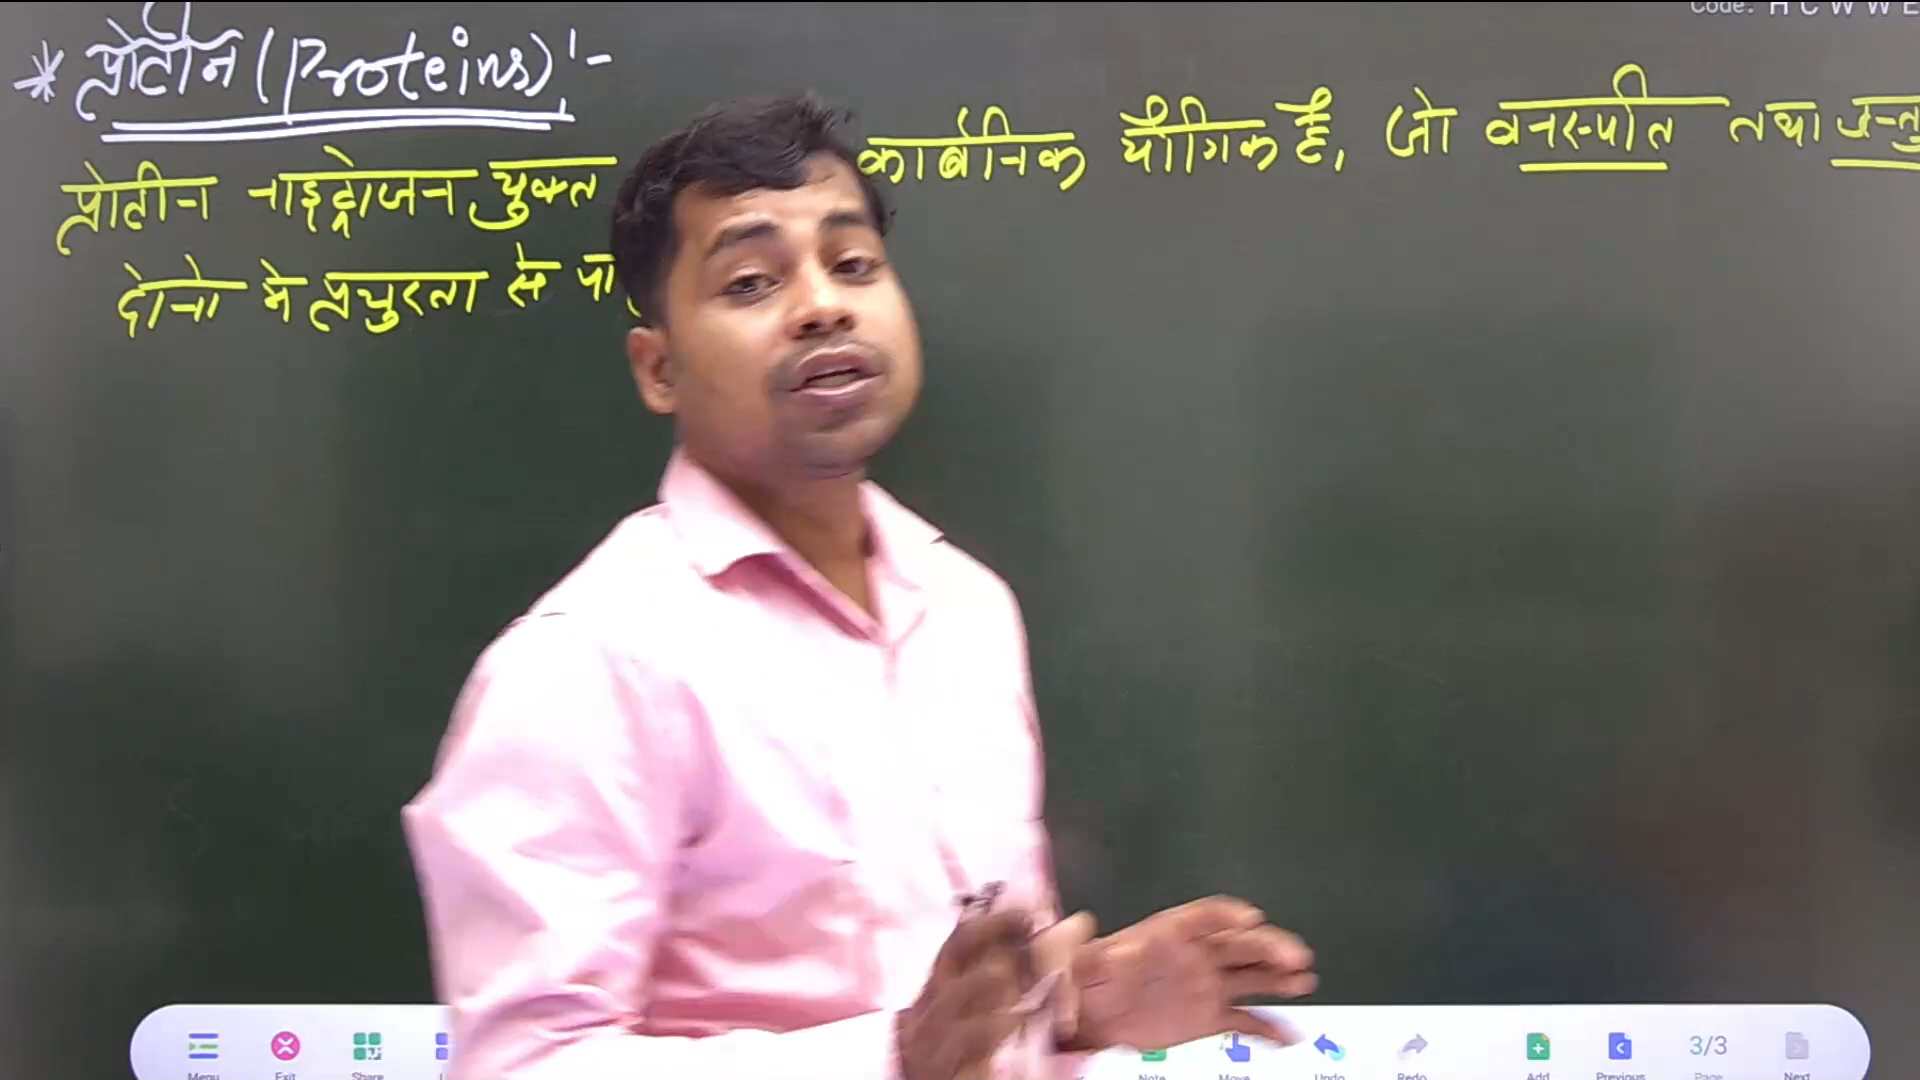 Code: H C W W E
* प्रोटीन (Proteins) :-
प्रोटीन नाइट्रोजन युक्त कार्बनिक यौगिक है, जो वनस्पति तथा जन्तु
दोनो मे प्रचुरता से
Menu Exit Share Note Move Undo Redo Add Previous 3/3 Page Next